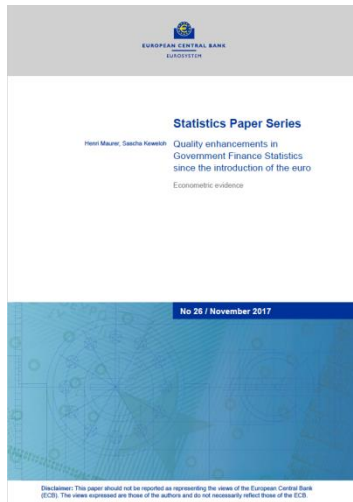 EUROPEAN CENTRAL BANK
EUROSYSTEM
Statistics Paper Series
Henri Maurer, Sascha Keweloh
Quality enhancements in
Government Finance Statistics
since the introduction of the euro
Econometric evidence
No 26 / November 2017
Disclaimer: This paper should not be reported as representing the views of the European Central Bank
(ECB). The views expressed are those of the authors and do not necessarily reflect those of the ECB.